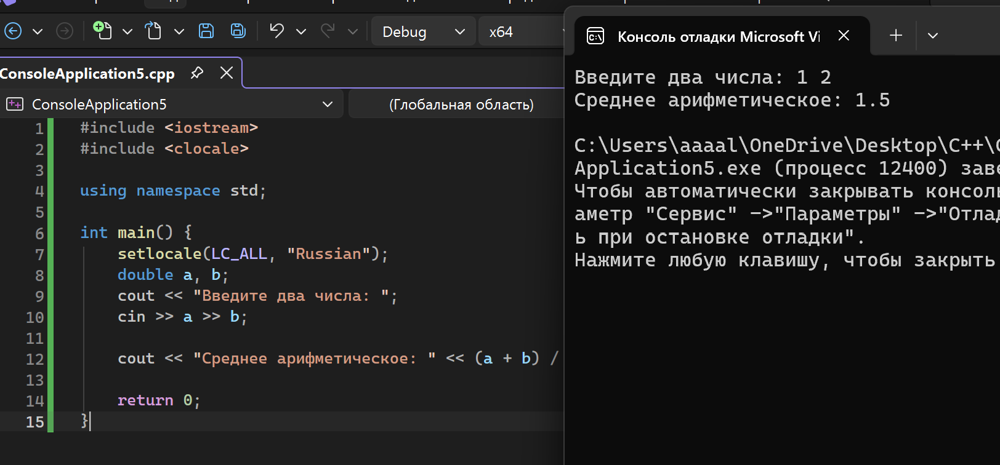 Debug
x64
ConsoleApplication5.cpp
ConsoleApplication5
(Глобальная область)
1 #include <iostream>
2 #include <clocale>
3
4 using namespace std;
5
6 int main() {
7 setlocale(LC_ALL, "Russian");
8 double a, b;
9 cout << "Введите два числа: ";
10 cin >> a >> b;
11
12 cout << "Среднее арифметическое: " << (a + b) /
13
14 return 0;
15 }
Консоль отладки Microsoft Vi
Введите два числа: 1 2
Среднее арифметическое: 1.5
C:\Users\aaaal\OneDrive\Desktop\C++\
Application5.exe (процесс 12400) заве
Чтобы автоматически закрывать консоль
аметр "Сервис" ->"Параметры" ->"Отлад
ь при остановке отладки".
Нажмите любую клавишу, чтобы закрыть